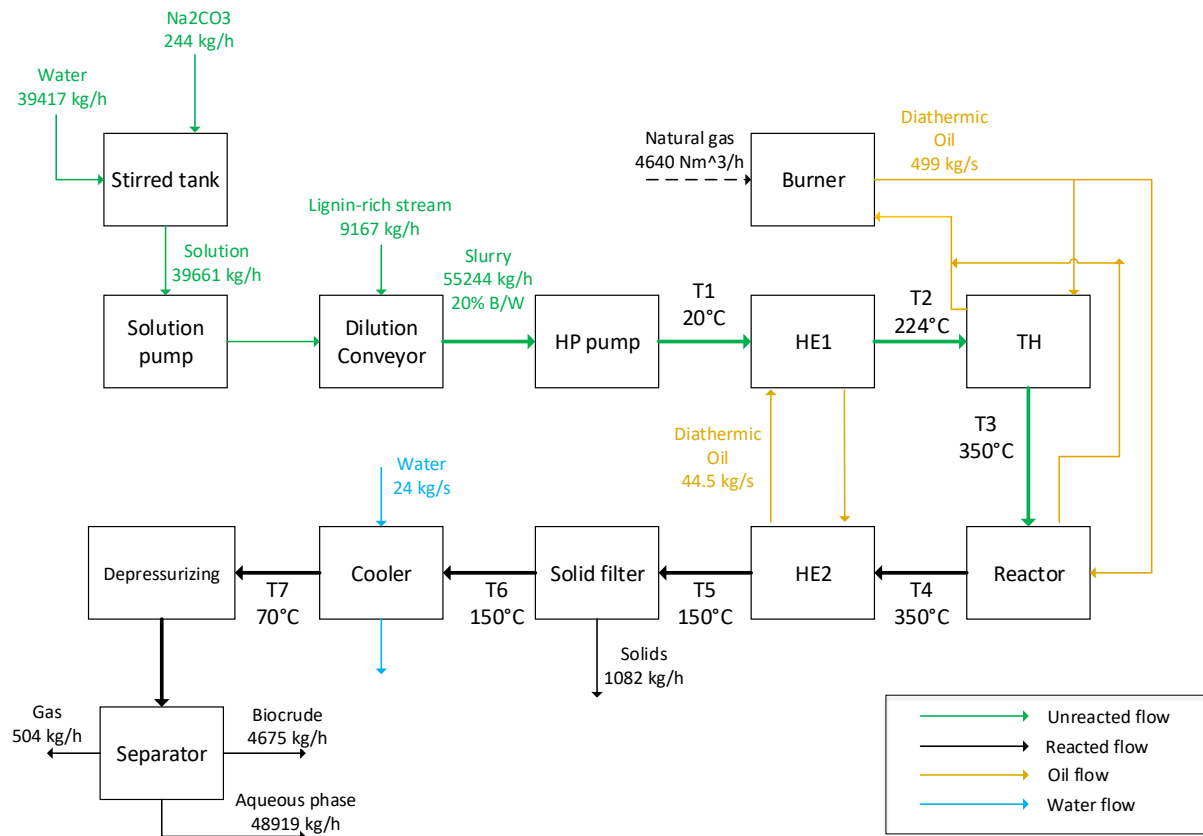 Na2CO3
244 kg/h
Water
39417 kg/h
Stirred tank
Natural gas
4640 Nm^3/h
Burner
Diathermic
Oil
499 kg/s
Solution
39661 kg/h
Lignin-rich stream
9167 kg/h
Slurry
55244 kg/h
20% B/W
Solution
pump
Dilution
Conveyor
HP pump
T1
20°C
HE1
T2
224°C
TH
T3
350°C
Diathermic
Oil
44.5 kg/s
Water
24 kg/s
Depressurizing
T7
70°C
Cooler
T6
150°C
Solid filter
T5
150°C
HE2
T4
350°C
Reactor
Solids
1082 kg/h
Gas
504 kg/h
Separator
Biocrude
4675 kg/h
Aqueous phase
48919 kg/h
Unreacted flow
Reacted flow
Oil flow
Water flow